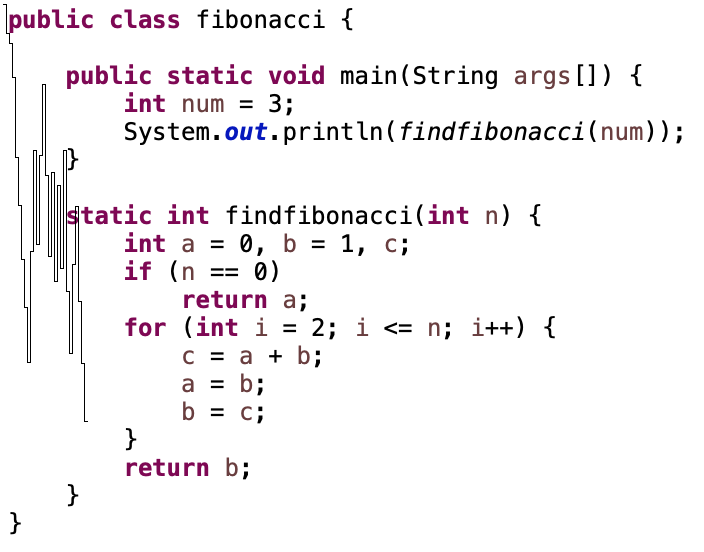 public class fibonacci {
    public static void main(String args[]) {
        int num = 3;
        System.out.println(findfibonacci(num));
    }
    static int findfibonacci(int n) {
        int a = 0, b = 1, c;
        if (n == 0)
            return a;
        for (int i = 2; i <= n; i++) {
            c = a + b;
            a = b;
            b = c;
        }
        return b;
    }
}